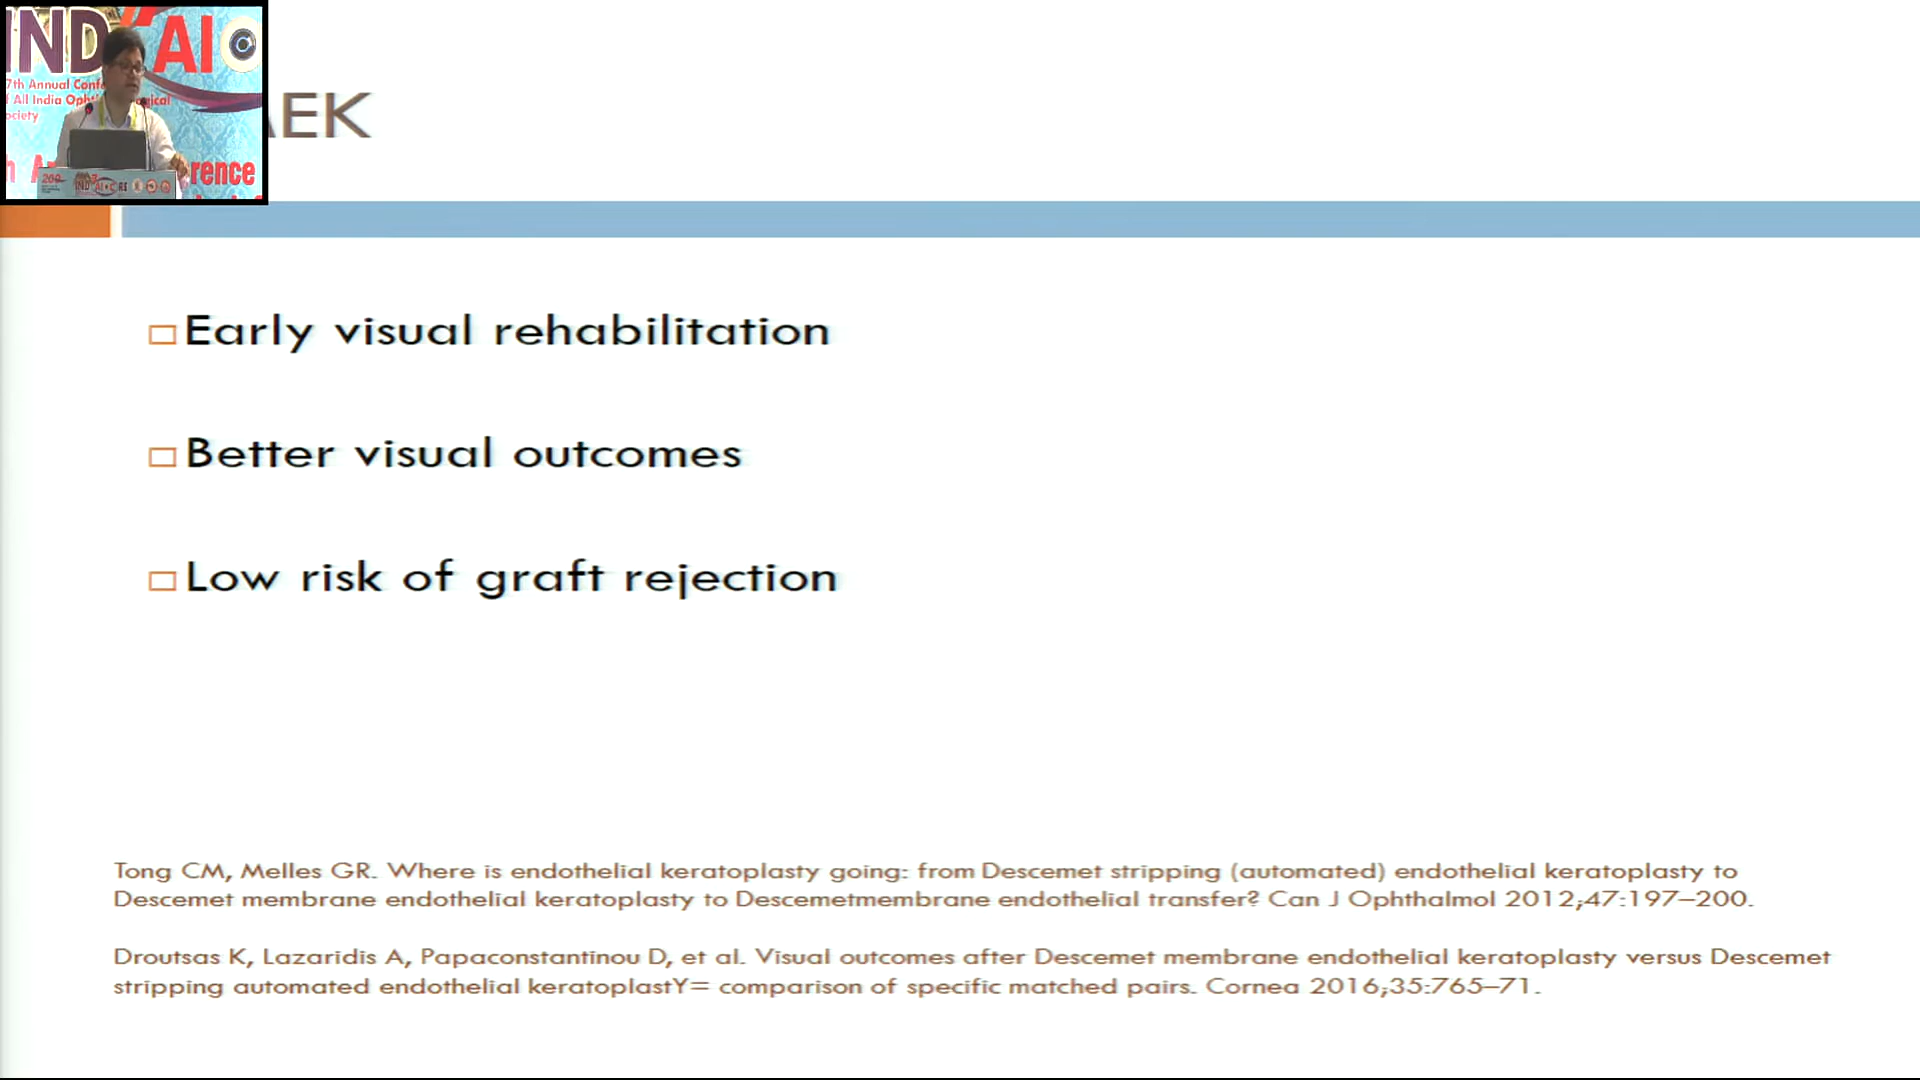 IND AI
7th Annual Conf
All India Oph gical
ociety
rence
EK
Early visual rehabilitation
Better visual outcomes
Low risk of graft rejection
Tong CM, Melles GR. Where is endothelial keratoplasty going: from Descemet stripping (automated) endothelial keratoplasty to
Descemet membrane endothelial keratoplasty to Descemetmembrane endothelial transfer? Can J Ophthalmol 2012;47:197–200.
Droutsas K, Lazaridis A, Papaconstantinou D, et al. Visual outcomes after Descemet membrane endothelial keratoplasty versus Descemet
stripping automated endothelial keratoplastY= comparison of specific matched pairs. Cornea 2016;35:765–71.